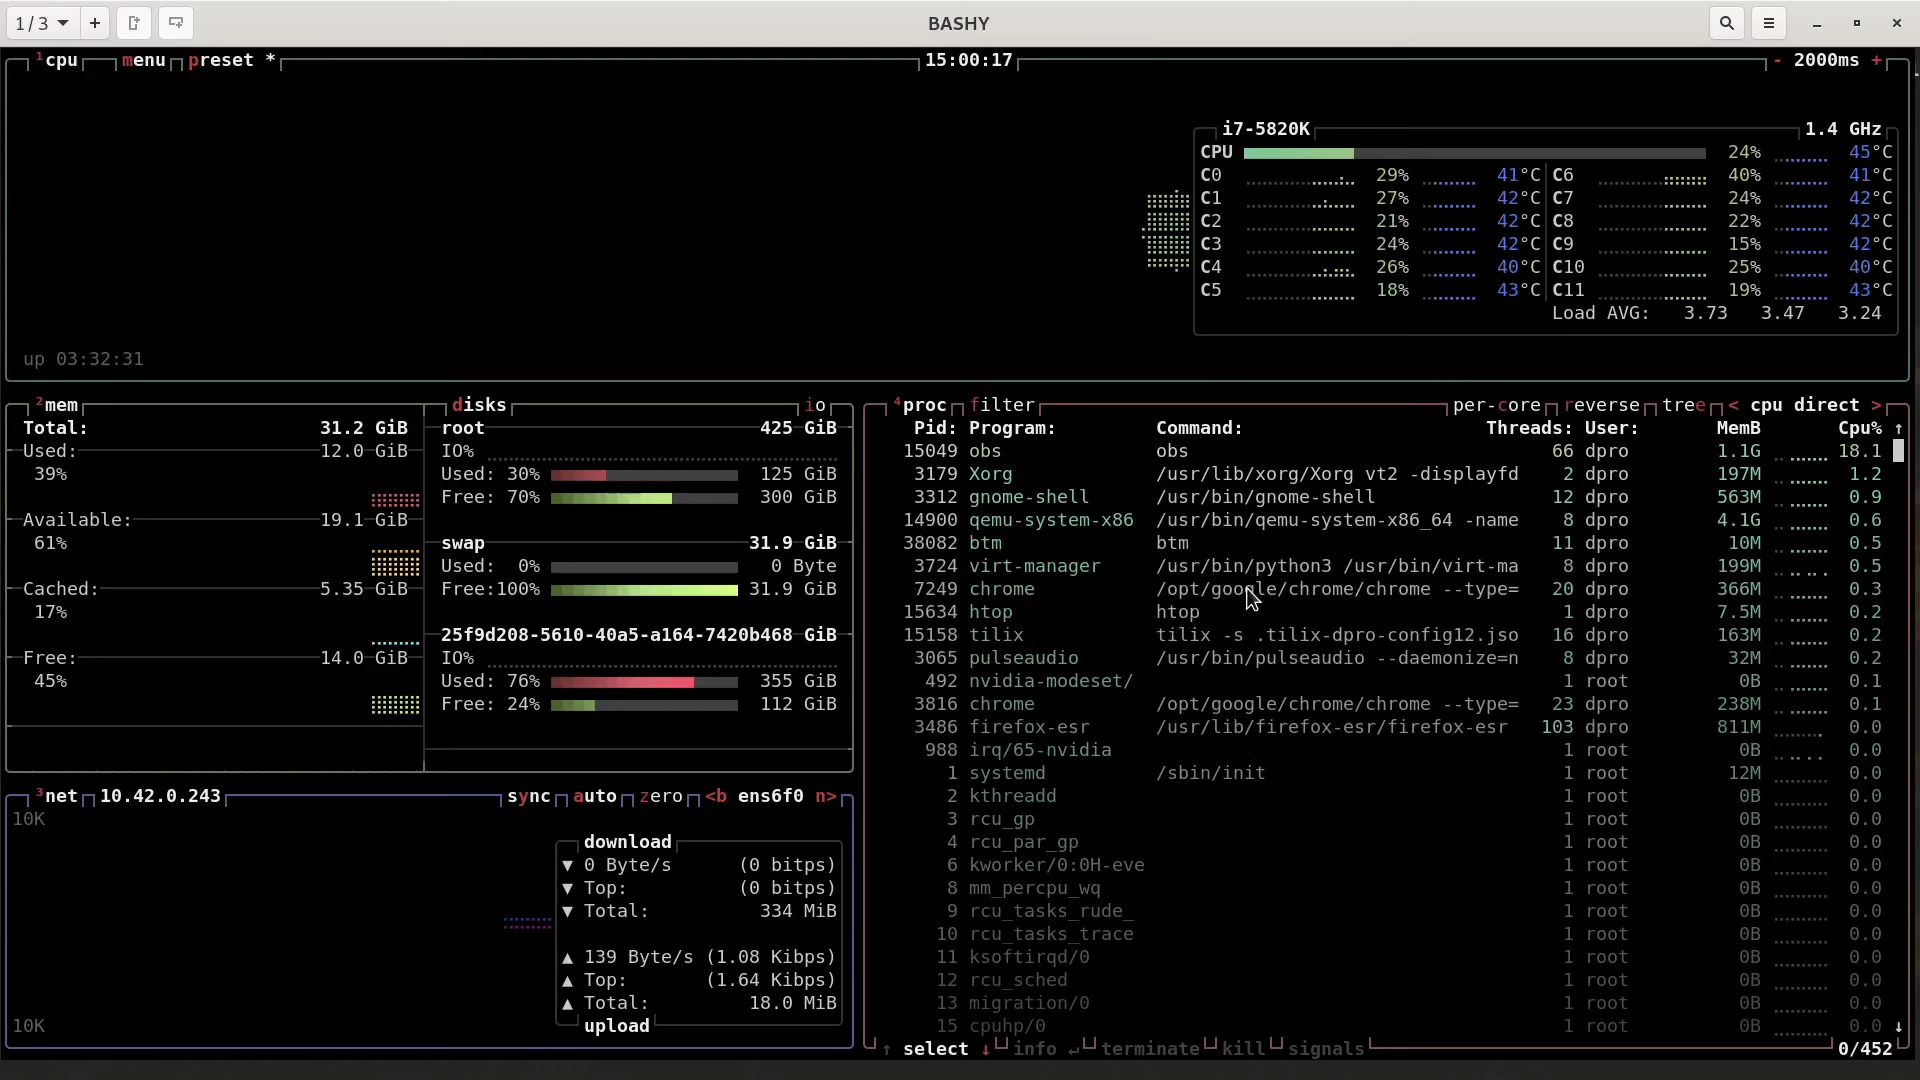 1 / 3 BASHY
1cpu menu preset * 15:00:17 - 2000ms +
i7-5820K 1.4 GHz
CPU 24% 45°C
C0 29% 41°C C6 40% 41°C
C1 27% 42°C C7 24% 42°C
C2 21% 42°C C8 22% 42°C
C3 24% 42°C C9 15% 42°C
C4 26% 40°C C10 25% 40°C
C5 18% 43°C C11 19% 43°C
Load AVG: 3.73 3.47 3.24
up 03:32:31
2mem
Total: 31.2 GiB
Used: 12.0 GiB
39%
Available: 19.1 GiB
61%
Cached: 5.35 GiB
17%
Free: 14.0 GiB
45%
disks io
root 425 GiB
IO%
Used: 30% 125 GiB
Free: 70% 300 GiB
swap 31.9 GiB
Used: 0% 0 Byte
Free:100% 31.9 GiB
25f9d208-5610-40a5-a164-7420b468 GiB
IO%
Used: 76% 355 GiB
Free: 24% 112 GiB
3net 10.42.0.243 sync auto zero <b ens6f0 n>
10K
download
▼ 0 Byte/s (0 bitps)
▼ Top: (0 bitps)
▼ Total: 334 MiB
▲ 139 Byte/s (1.08 Kibps)
▲ Top: (1.64 Kibps)
▲ Total: 18.0 MiB
10K upload
4proc filter per-core reverse tree < cpu direct >
Pid: Program: Command: Threads: User: MemB Cpu% ↑
15049 obs obs 66 dpro 1.1G 18.1
3179 Xorg /usr/lib/xorg/Xorg vt2 -displayfd 2 dpro 197M 1.2
3312 gnome-shell /usr/bin/gnome-shell 12 dpro 563M 0.9
14900 qemu-system-x86 /usr/bin/qemu-system-x86_64 -name 8 dpro 4.1G 0.6
38082 btm btm 11 dpro 10M 0.5
3724 virt-manager /usr/bin/python3 /usr/bin/virt-ma 8 dpro 199M 0.5
7249 chrome /opt/google/chrome/chrome --type= 20 dpro 366M 0.3
15634 htop htop 1 dpro 7.5M 0.2
15158 tilix tilix -s .tilix-dpro-config12.jso 16 dpro 163M 0.2
3065 pulseaudio /usr/bin/pulseaudio --daemonize=n 8 dpro 32M 0.2
492 nvidia-modeset/ 1 root 0B 0.1
3816 chrome /opt/google/chrome/chrome --type= 23 dpro 238M 0.1
3486 firefox-esr /usr/lib/firefox-esr/firefox-esr 103 dpro 811M 0.0
988 irq/65-nvidia 1 root 0B 0.0
1 systemd /sbin/init 1 root 12M 0.0
2 kthreadd 1 root 0B 0.0
3 rcu_gp 1 root 0B 0.0
4 rcu_par_gp 1 root 0B 0.0
6 kworker/0:0H-eve 1 root 0B 0.0
8 mm_percpu_wq 1 root 0B 0.0
9 rcu_tasks_rude_ 1 root 0B 0.0
10 rcu_tasks_trace 1 root 0B 0.0
11 ksoftirqd/0 1 root 0B 0.0
12 rcu_sched 1 root 0B 0.0
13 migration/0 1 root 0B 0.0
15 cpuhp/0 1 root 0B 0.0 ↓
↑ select ↓ info ↵ terminate kill signals 0/452